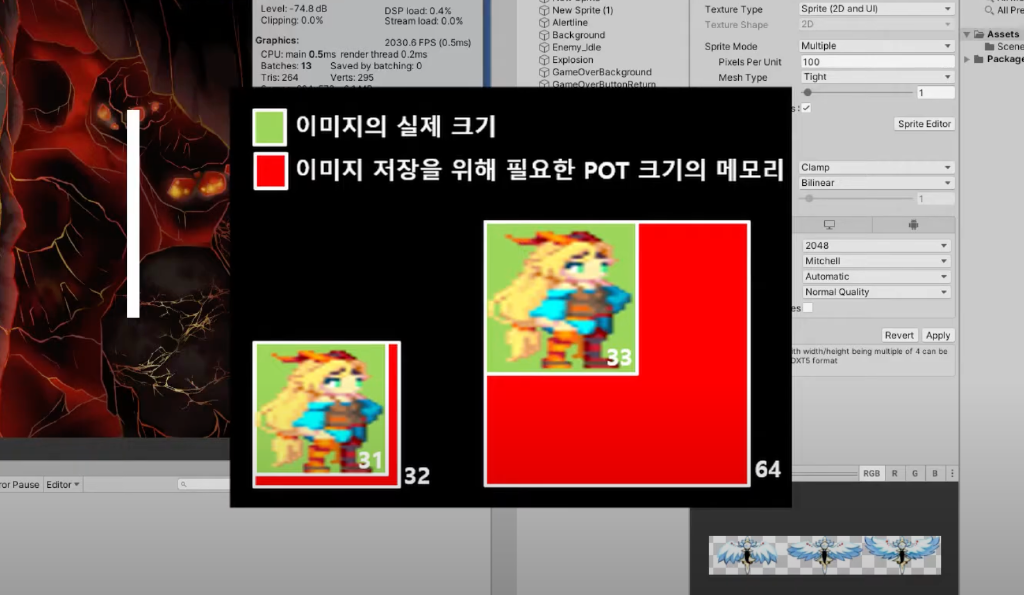 Level: -74.8 dB
DSP load: 0.4%
Clipping: 0.0%
Stream load: 0.0%
Graphics:
2030.6 FPS (0.5ms)
CPU: main 0.5ms render thread 0.2ms
Batches: 13 Saved by batching: 0
Tris: 264 Verts: 295
New Sprite (1)
Alertline
Background
Enemy_Idle
Explosion
GameOverBackground
GameOverButtonReturn
Texture Type
Sprite (2D and UI)
Texture Shape
2D
Sprite Mode
Multiple
Pixels Per Unit
100
Mesh Type
Tight
1
Sprite Editor
Clamp
Bilinear
1
2048
Mitchell
Automatic
Normal Quality
Revert
Apply
width/height being multiple of 4 can be
format
All
Assets
이미지의 실제 크기
이미지 저장을 위해 필요한 POT 크기의 메모리
33
31
32
64
Pause
Editor
RGB
R
G
B